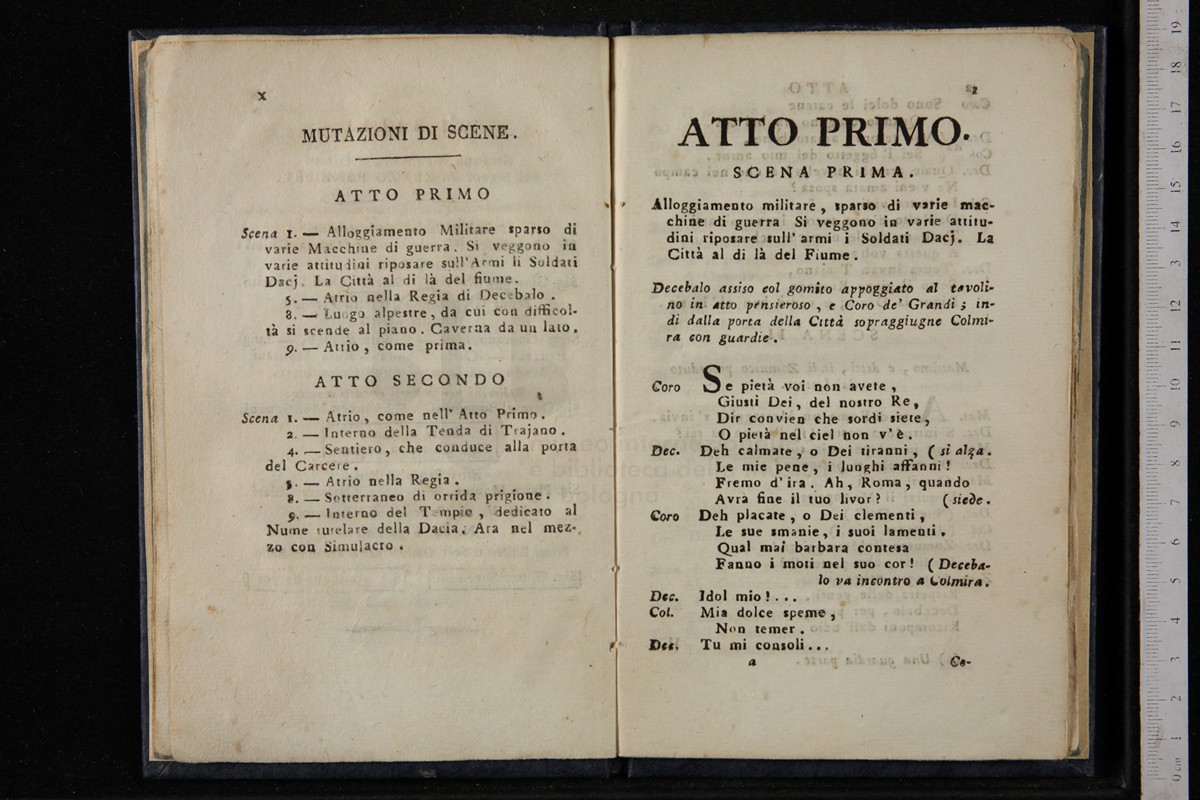 x
MUTAZIONI DI SCENE.
ATTO PRIMO
Scena 1. — Alloggiamento Militare sparso di
varie Macchine di guerra. Si veggono in
varie attitudini riposare sull'Armi li Soldati
Dacj. La Città al di là del fiume.
5. — Atrio nella Regia di Decebalo.
8. — Luogo alpestre, da cui con difficol-
tà si scende al piano. Caverna da un lato.
9. — Atrio, come prima.
ATTO SECONDO
Scena 1. — Atrio, come nell' Atto Primo.
2. — Interno della Tenda di Trajano.
4. — Sentiero, che conduce alla porta
del Carcere.
5. — Atrio nella Regia.
8. — Sotterraneo di orrida prigione.
9. — Interno del Tempio, dedicato al
Nume tutelare della Dacia. Ara nel mez-
zo con Simulacro.
ATTO PRIMO.
SCENA PRIMA.
Alloggiamento militare, sparso di varie mac-
chine di guerra Si veggono in varie attitu-
dini riposare sull' armi i Soldati Dacj. La
Città al di là del Fiume.
Decebalo assiso col gomito appoggiato al tavoli-
no in atto pensieroso, e Coro de' Grandi; in-
di dalla porta della Città sopraggiugne Colmi-
ra con guardie.
Coro Se pietà voi non avete,
Giusti Dei, del nostro Re,
Dir convien che sordi siete,
O pietà nel ciel non v'è.
Dec. Deh calmate, o Dei tiranni, (si alza.
Le mie pene, i lunghi affanni!
Fremo d'ira. Ah, Roma, quando
Avrà fine il tuo livor? (siede.
Coro Deh placate, o Dei clementi,
Le sue smanie, i suoi lamenti.
Qual mai barbara contesa
Fanno i moti nel suo cor! (Deceba-
lo va incontro a Colmira.
Dec. Idol mio!...
Col. Mia dolce speme,
Non temer.
Dec. Tu mi consoli...
a Co-